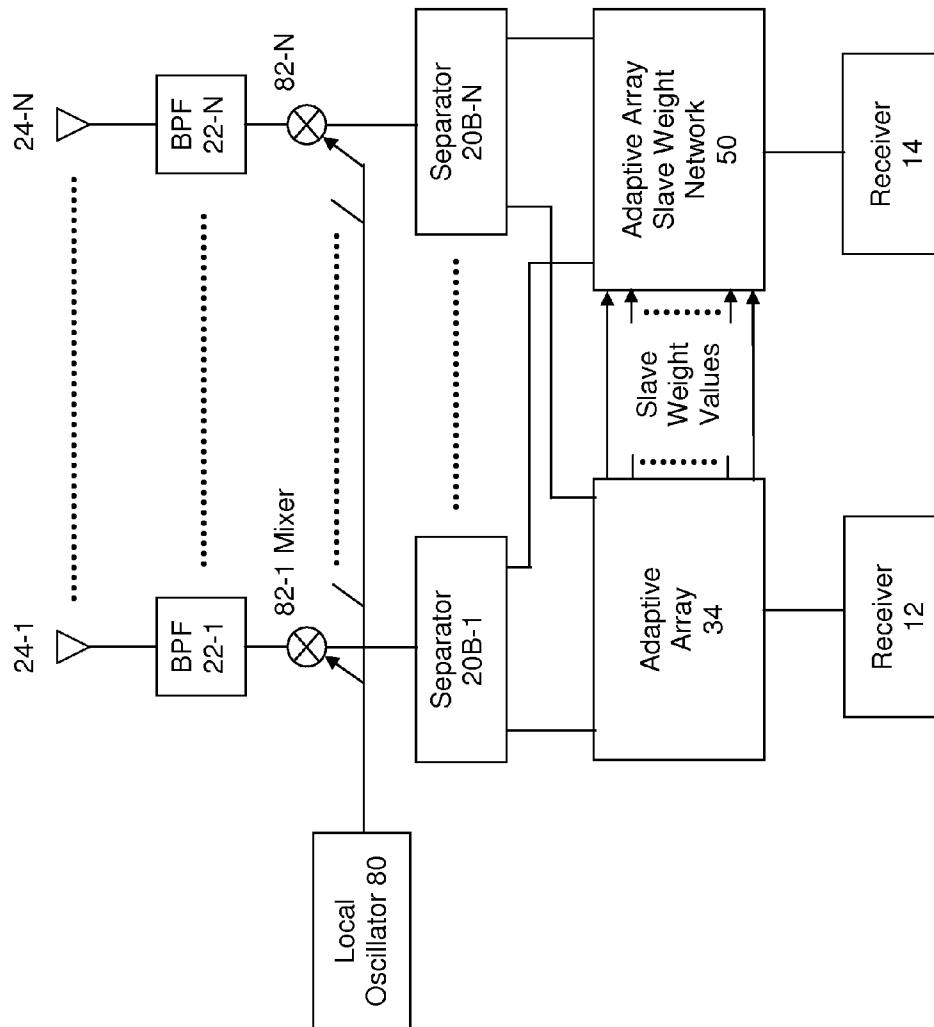 24-1
24-N
BPF
22-1
BPF
22-N
82-1 Mixer
82-N
Local
Oscillator 80
Separator
20B-1
Separator
20B-N
Adaptive
Array
34
Slave
Weight
Values
Adaptive Array
Slave Weight
Network
50
Receiver
12
Receiver
14